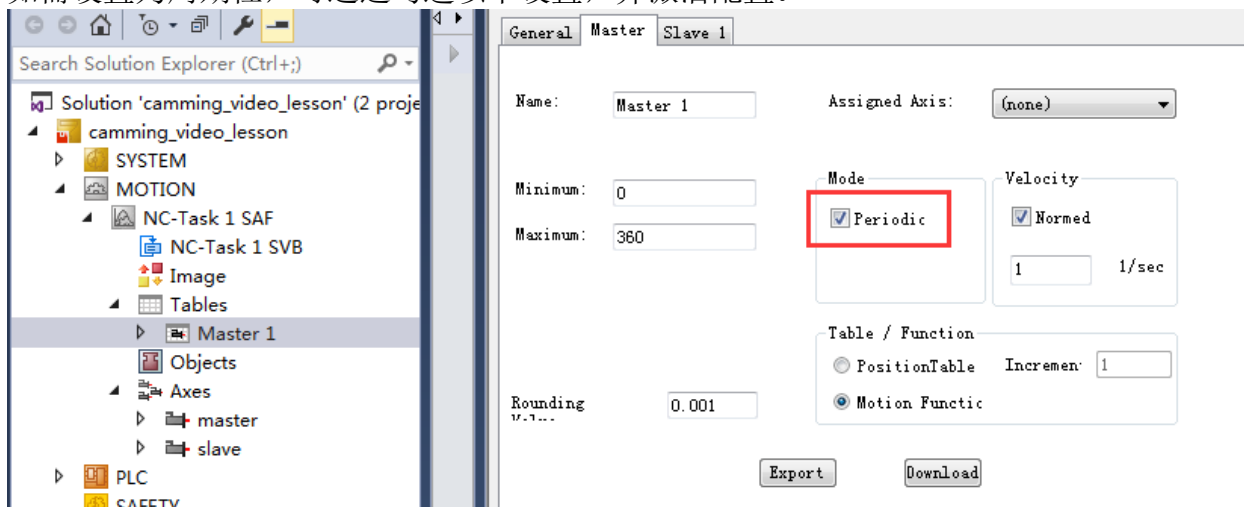 General Master Slave 1
Search Solution Explorer (Ctrl+;)
Solution 'camming_video_lesson' (2 proje
camming_video_lesson
SYSTEM
MOTION
NC-Task 1 SAF
NC-Task 1 SVB
Image
Tables
Master 1
Objects
Axes
master
slave
PLC
SAFETY
Name: Master 1 Assigned Axis: (none)
Minimum: 0
Maximum: 360
Mode
Periodic
Velocity
Normed
1 1/sec
Table / Function
PositionTable Incremen 1
Motion Functic
Rounding 0.001
Export Download